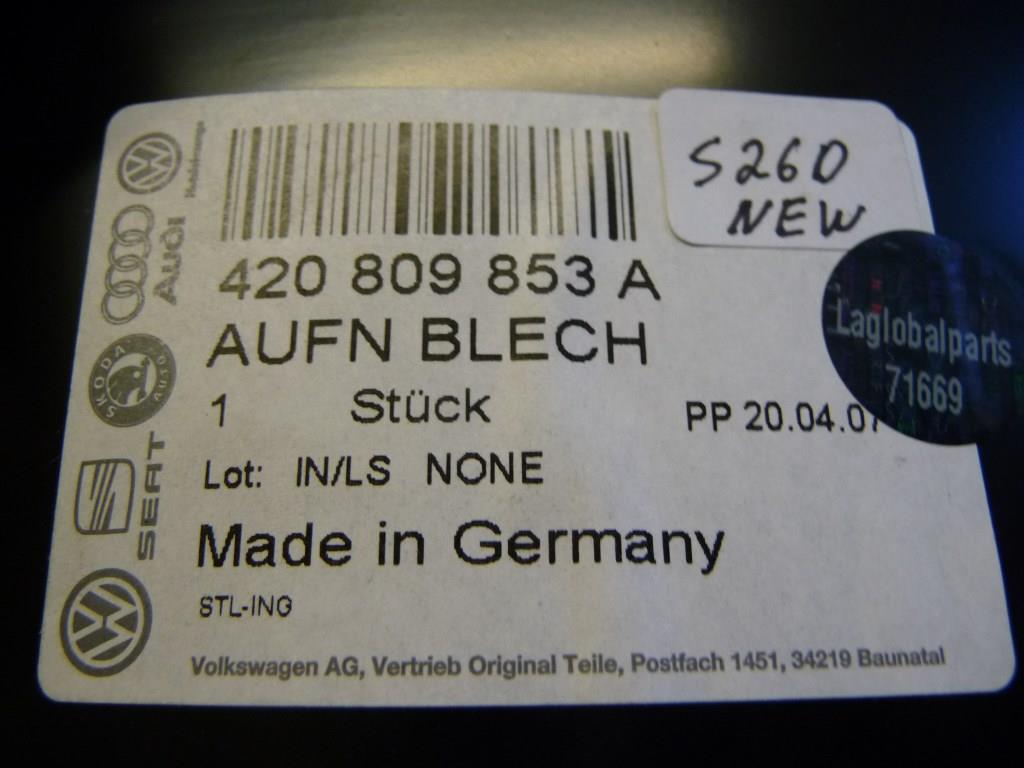 S26D
NEW
420 809 853 A
AUFN BLECH
1 Stück PP 20.04.07
Laglobalparts
71669
Lot: IN/LS NONE
Made in Germany
STL-ING
Volkswagen AG, Vertrieb Original Teile, Postfach 1451, 34219 Baunatal
AUDI
SKODA
AUTO
SEAT